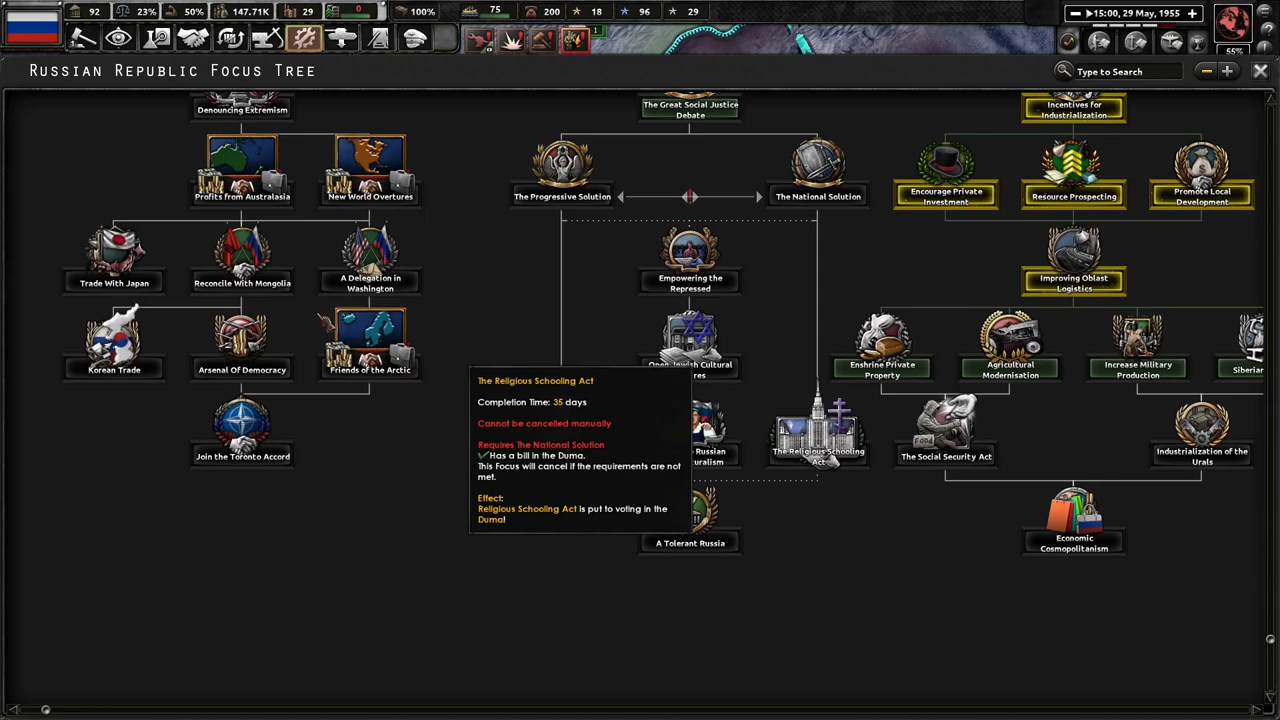 92
23%
50%
147.71K
29
0
100%
75
200
18
96
29
15:00, 29 May, 1955
1
55%
Russian Republic Focus Tree
Type to Search
Denouncing Extremism
The Great Social Justice
Debate
Incentives for
Industrialization
Profits from Australasia
New World Overtures
The Progressive Solution
The National Solution
Encourage Private
Investment
Resource Prospecting
Promote Local
Development
Trade With Japan
Reconcile With Mongolia
A Delegation in
Washington
Empowering the
Repressed
Improving Oblast
Logistics
Korean Trade
Arsenal Of Democracy
Friends of the Arctic
Open Jewish Cultural
Enshrine Private
Property
Agricultural
Modernisation
Increase Military
Production
The Religious Schooling Act
Completion Time: 35 days
Cannot be cancelled manually
Requires The National Solution
Has a bill in the Duma.
This Focus will cancel if the requirements are not
met.
Effect:
Religious Schooling Act is put to voting in the
Duma!
Join the Toronto Accord
Russian
The Religious Schooling
Act
FOOD
The Social Security Act
Industrialization of the
Urals
A Tolerant Russia
Economic
Cosmopolitanism